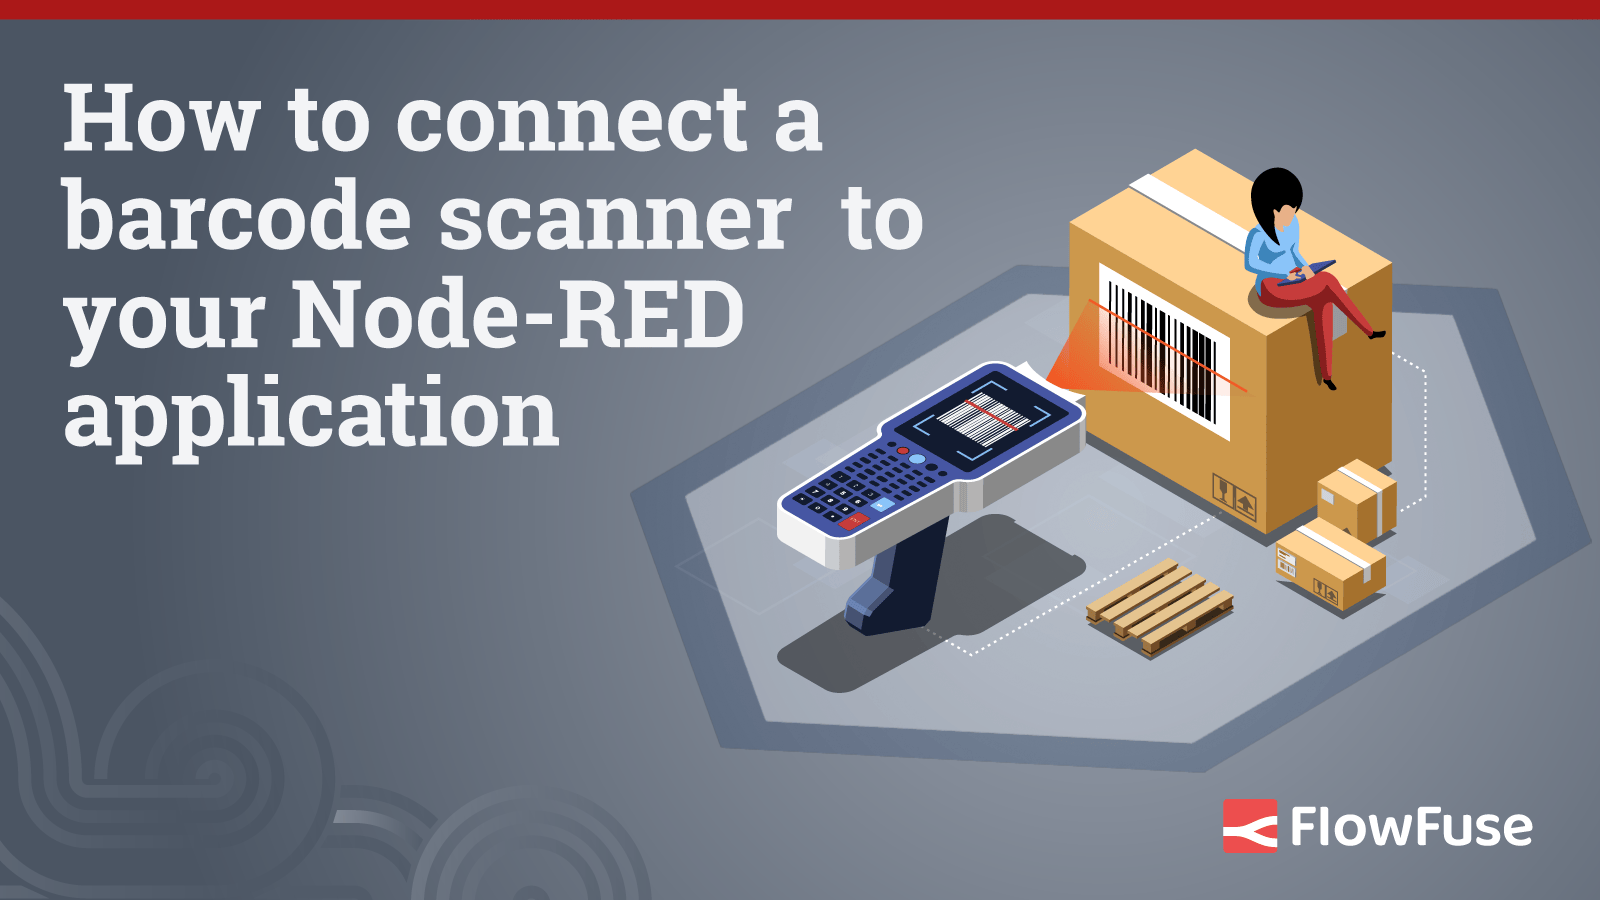 How to connect a
barcode scanner  to
your Node-RED
application
FlowFuse